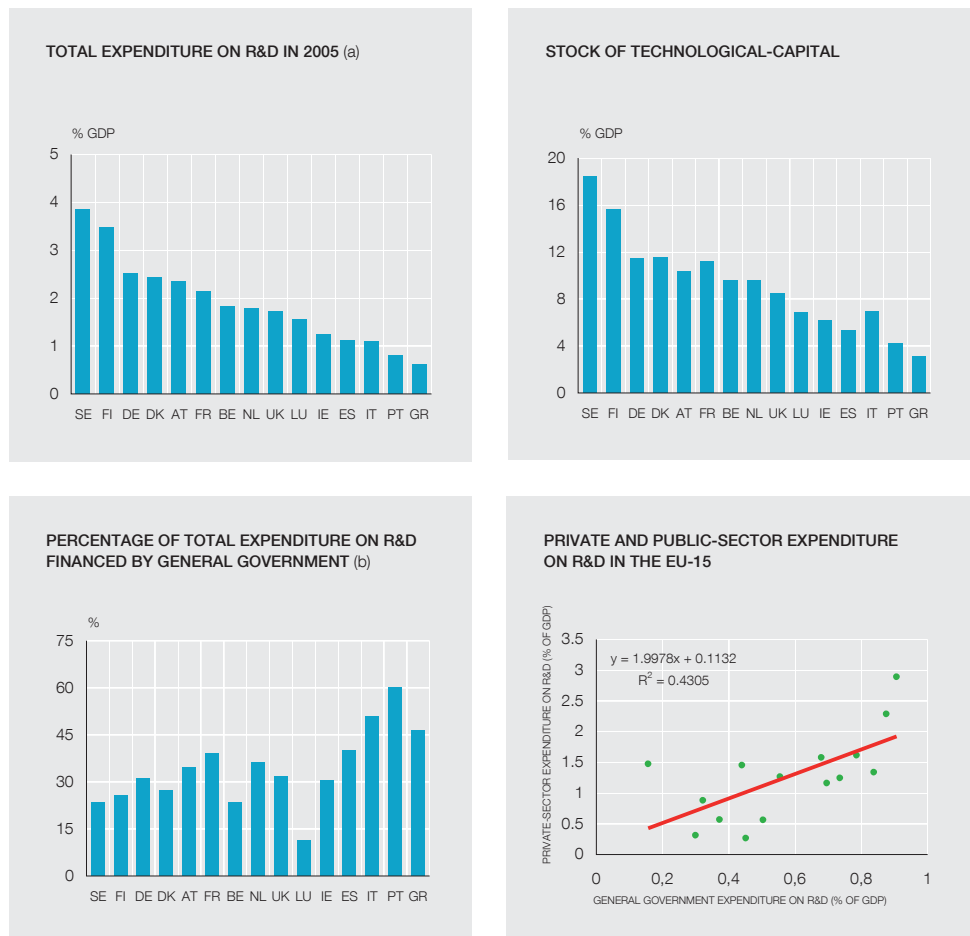 TOTAL EXPENDITURE ON R&D IN 2005 (a)
% GDP
5
4
3
2
1
0
SE FI DE DK AT FR BE NL UK LU IE ES IT PT GR
STOCK OF TECHNOLOGICAL-CAPITAL
% GDP
20
16
12
8
4
0
SE FI DE DK AT FR BE NL UK LU IE ES IT PT GR
PERCENTAGE OF TOTAL EXPENDITURE ON R&D
FINANCED BY GENERAL GOVERNMENT (b)
%
75
60
45
30
15
0
SE FI DE DK AT FR BE NL UK LU IE ES IT PT GR
PRIVATE AND PUBLIC-SECTOR EXPENDITURE
ON R&D IN THE EU-15
PRIVATE-SECTOR EXPENDITURE ON R&D (% OF GDP)
3.5
3
2.5
2
1.5
1
0.5
0
y = 1.9978x + 0.1132
R² = 0.4305
0 0,2 0,4 0,6 0,8 1
GENERAL GOVERNMENT EXPENDITURE ON R&D (% OF GDP)